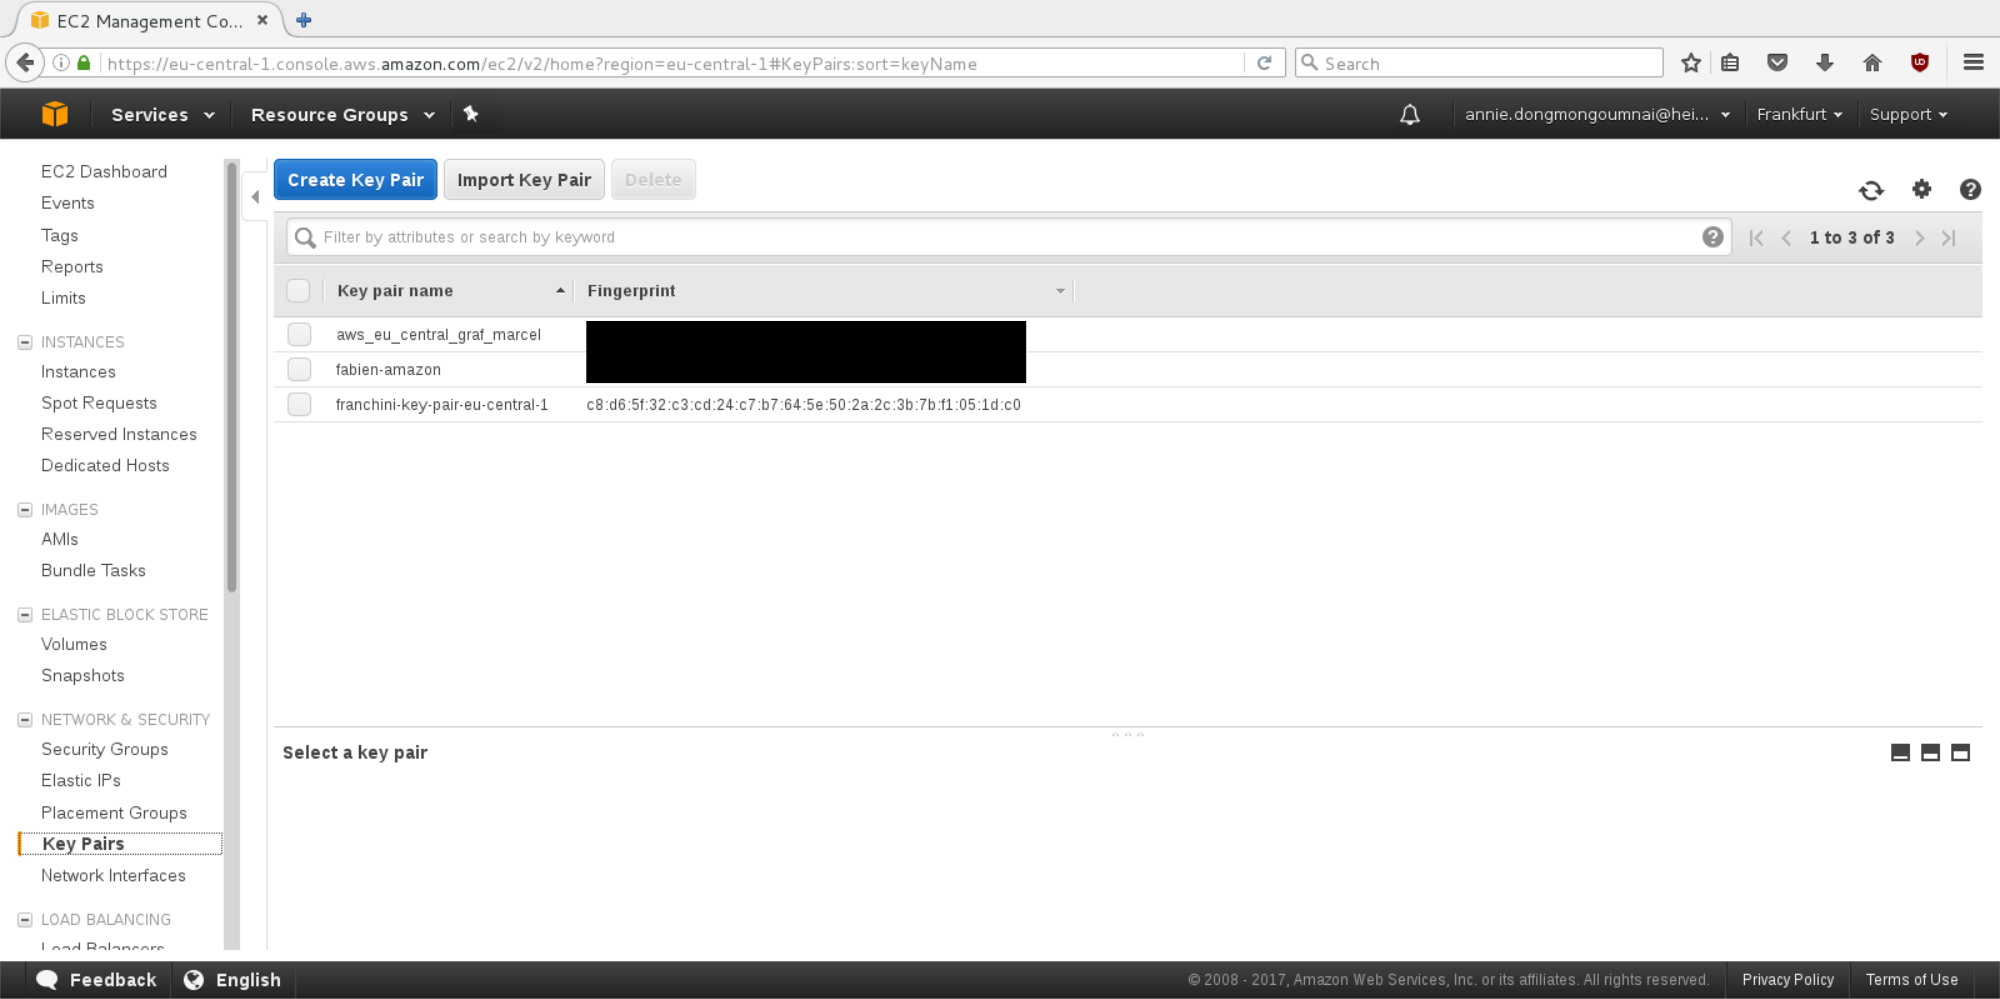 EC2 Management Co...
https://eu-central-1.console.aws.amazon.com/ec2/v2/home?region=eu-central-1#KeyPairs:sort=keyName
Search
Services
Resource Groups
annie.dongmongoumnai@hei...
Frankfurt
Support
EC2 Dashboard
Events
Tags
Reports
Limits
INSTANCES
Instances
Spot Requests
Reserved Instances
Dedicated Hosts
IMAGES
AMIs
Bundle Tasks
ELASTIC BLOCK STORE
Volumes
Snapshots
NETWORK & SECURITY
Security Groups
Elastic IPs
Placement Groups
Key Pairs
Network Interfaces
LOAD BALANCING
Load Balancers
Create Key Pair
Import Key Pair
Delete
Filter by attributes or search by keyword
1 to 3 of 3
Key pair name
Fingerprint
aws_eu_central_graf_marcel
fabien-amazon
franchini-key-pair-eu-central-1
c8:d6:5f:32:c3:cd:24:c7:b7:64:5e:50:2a:2c:3b:7b:f1:05:1d:c0
Select a key pair
Feedback
English
© 2008 - 2017, Amazon Web Services, Inc. or its affiliates. All rights reserved.
Privacy Policy
Terms of Use